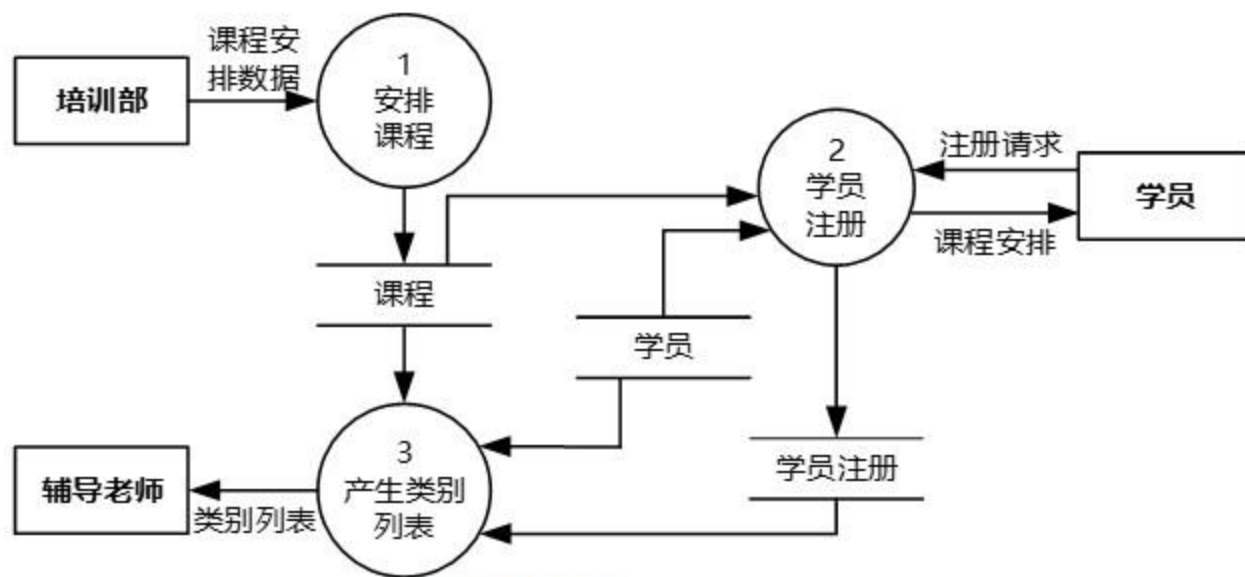 课程安
排数据
培训部
1
安排
课程
2
学员
注册
注册请求
学员
课程安排
课程
学员
3
产生类别
列表
辅导老师
类别列表
学员注册